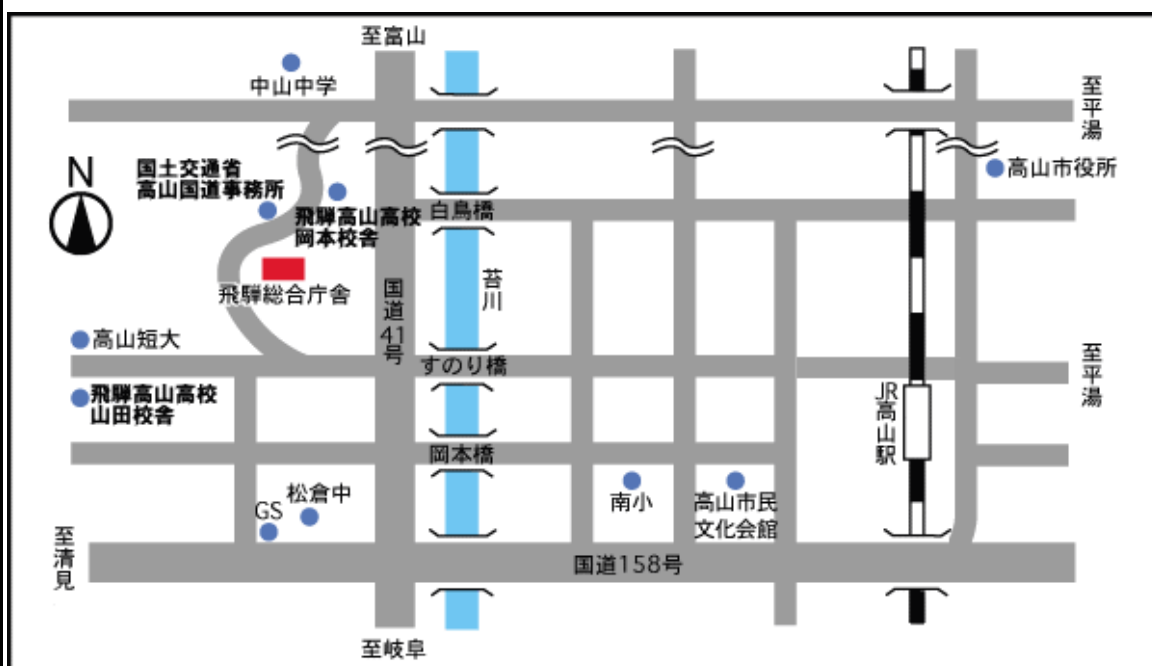 至富山
中山中学
至平湯
N
国土交通省
高山国道事務所
高山市役所
飛騨高山高校
岡本校舎
白鳥橋
飛騨総合庁舎
国道41号
苔川
高山短大
すのり橋
至平湯
飛騨高山高校
山田校舎
JR高山駅
岡本橋
松倉中
GS
南小
高山市民
文化会館
至清見
国道158号
至岐阜